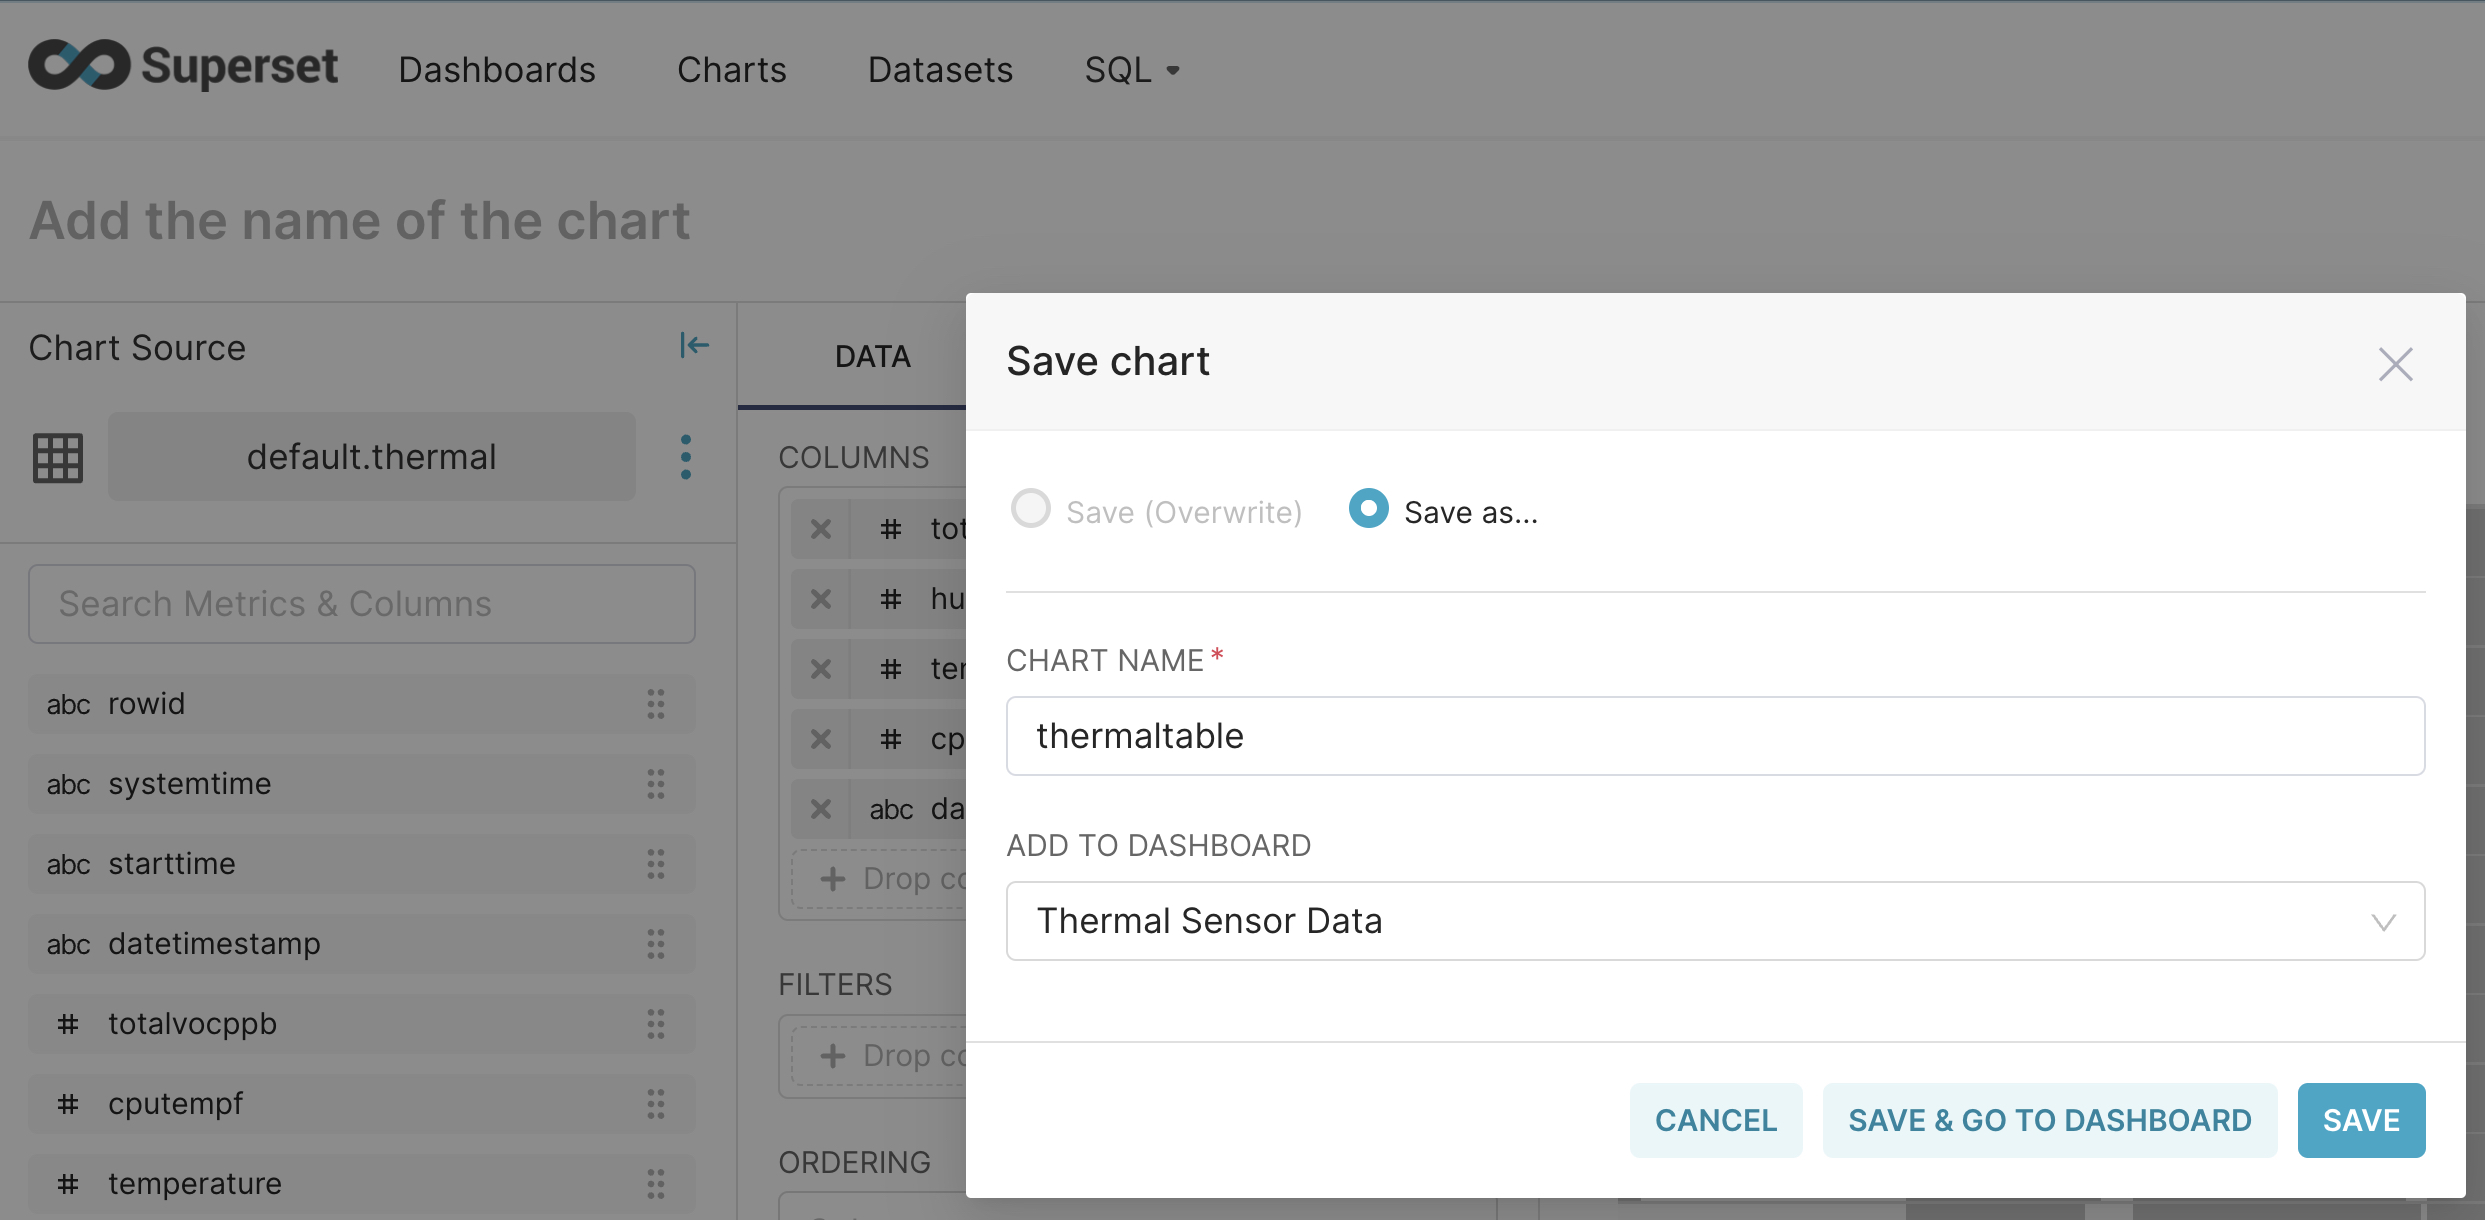 Superset
Dashboards
Charts
Datasets
SQL
Add the name of the chart
Chart Source
default.thermal
Search Metrics & Columns
abc rowid
abc systemtime
abc starttime
abc datetimestamp
# totalvocppb
# cputempf
# temperature
DATA
COLUMNS
# tot
# hu
# ter
# cp
abc da
Drop co
FILTERS
Drop co
ORDERING
Save chart
Save (Overwrite)
Save as...
CHART NAME *
thermaltable
ADD TO DASHBOARD
Thermal Sensor Data
CANCEL
SAVE & GO TO DASHBOARD
SAVE